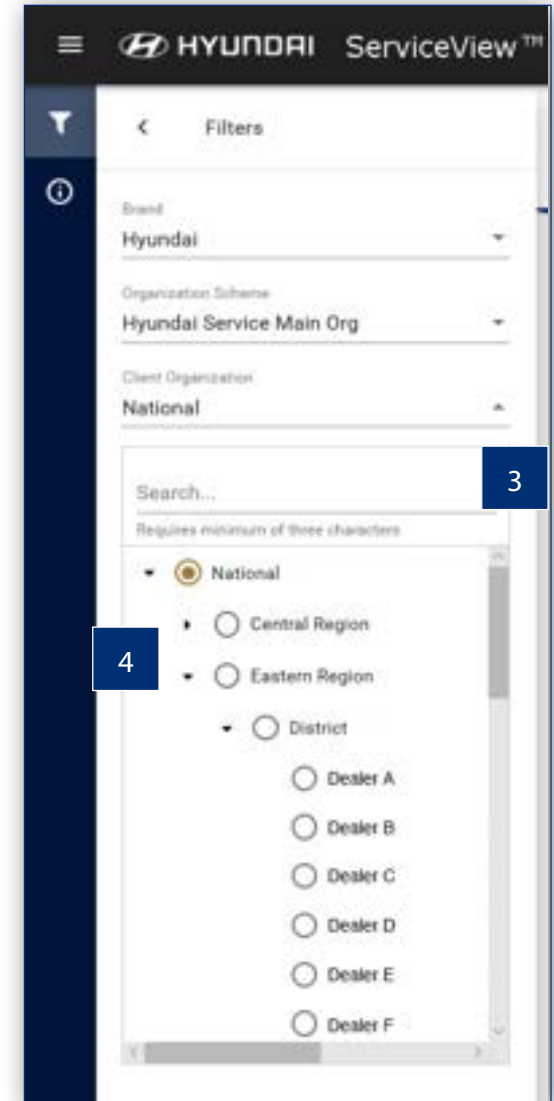 HYUNDAI ServiceView™
Filters
Brand
Hyundai
Organization Scheme
Hyundai Service Main Org
Client Organization
National
3
Search...
Requires minimum of three characters
National
Central Region
4
Eastern Region
District
Dealer A
Dealer B
Dealer C
Dealer D
Dealer E
Dealer F